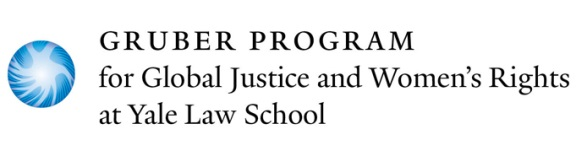 GRUBER PROGRAM
for Global Justice and Women’s Rights
at Yale Law School